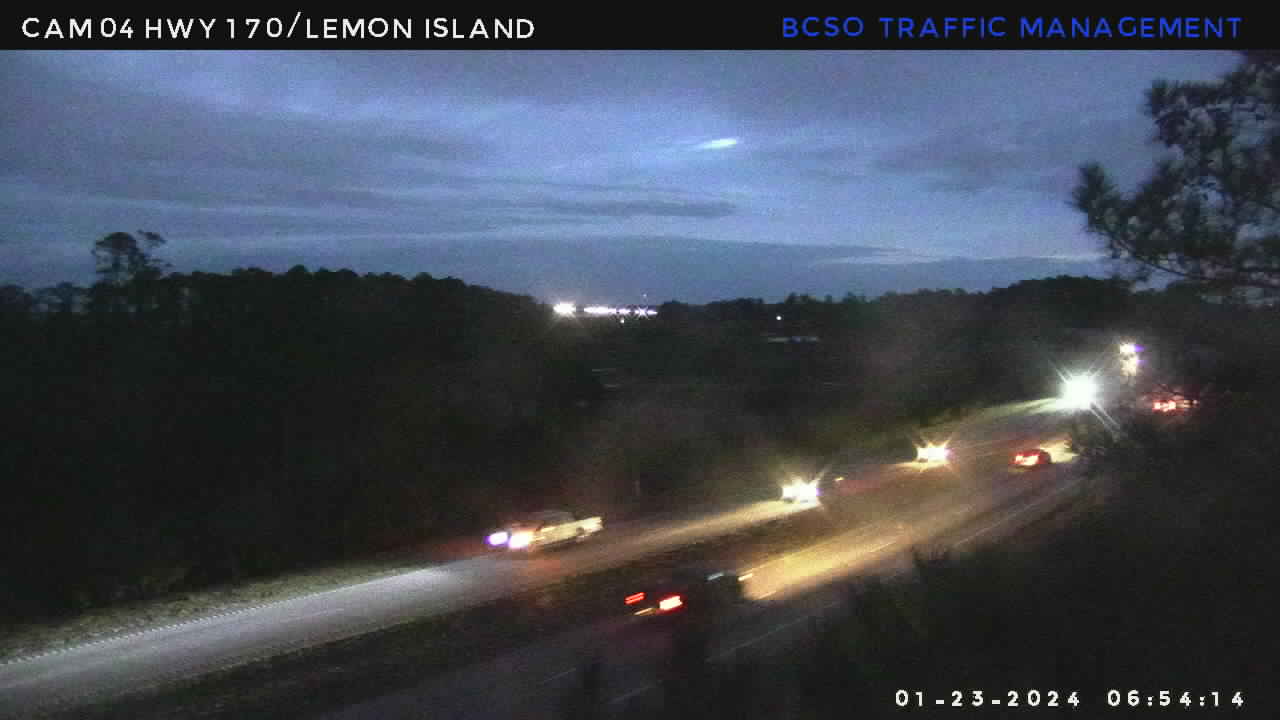 CAM04 HWY170/LEMON ISLAND
BCSO TRAFFIC MANAGEMENT
01-23-2024 06:54:14